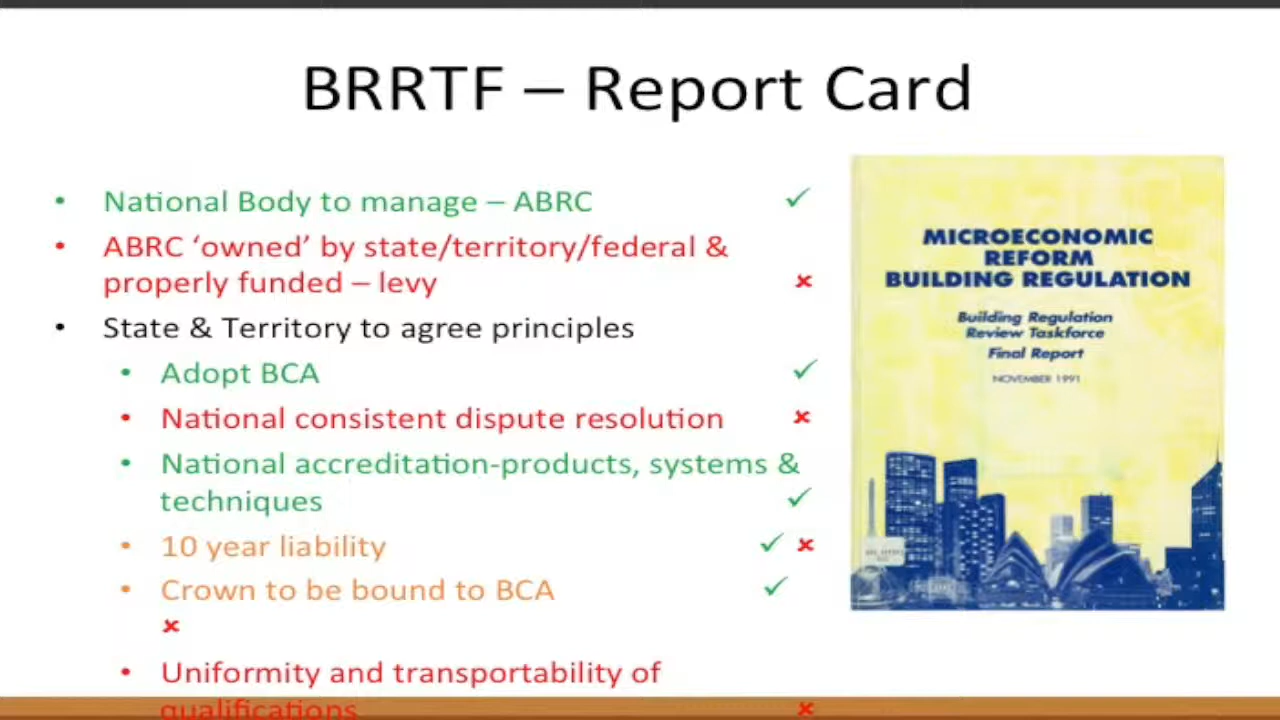 BRRTF – Report Card
• National Body to manage – ABRC ✓
• ABRC ‘owned’ by state/territory/federal &
properly funded – levy ×
• State & Territory to agree principles
• Adopt BCA ✓
• National consistent dispute resolution ×
• National accreditation-products, systems &
techniques ✓
• 10 year liability ✓ ×
• Crown to be bound to BCA ✓
×
• Uniformity and transportability of
qualifications ×
MICROECONOMIC
REFORM
BUILDING REGULATION
Building Regulation
Review Taskforce
Final Report
NOVEMBER 1991